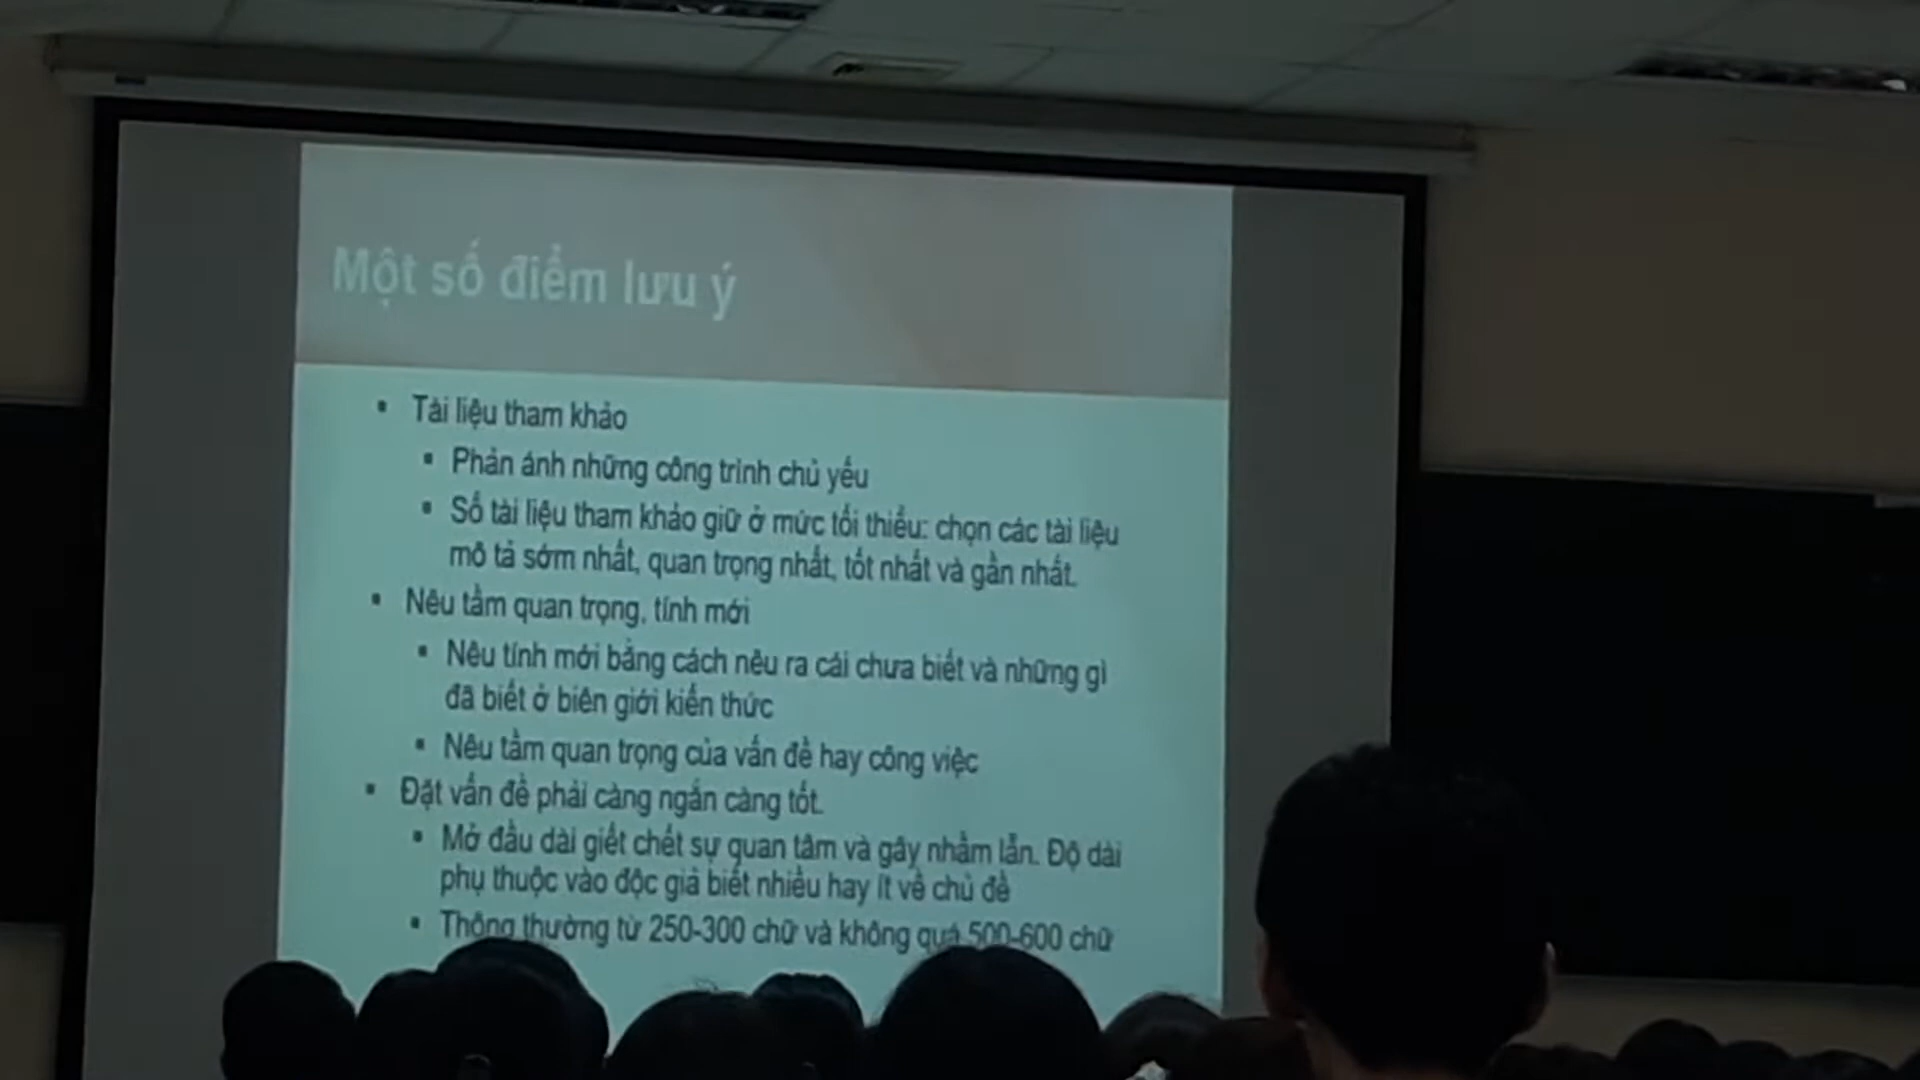 Một số điểm lưu ý
Tài liệu tham khảo
Phản ánh những công trình chủ yếu
Số tài liệu tham khảo giữ ở mức tối thiểu: chọn các tài liệu
mô tả sớm nhất, quan trọng nhất, tốt nhất và gần nhất.
Nêu tầm quan trọng, tính mới
Nêu tính mới bằng cách nêu ra cái chưa biết và những gì
đã biết ở biên giới kiến thức
Nêu tầm quan trọng của vấn đề hay công việc
Đặt vấn đề phải càng ngắn càng tốt.
Mở đầu dài giết chết sự quan tâm và gây nhầm lẫn. Độ dài
phụ thuộc vào độc giả biết nhiều hay ít về chủ đề
Thông thường từ 250-300 chữ và không quá 500-600 chữ